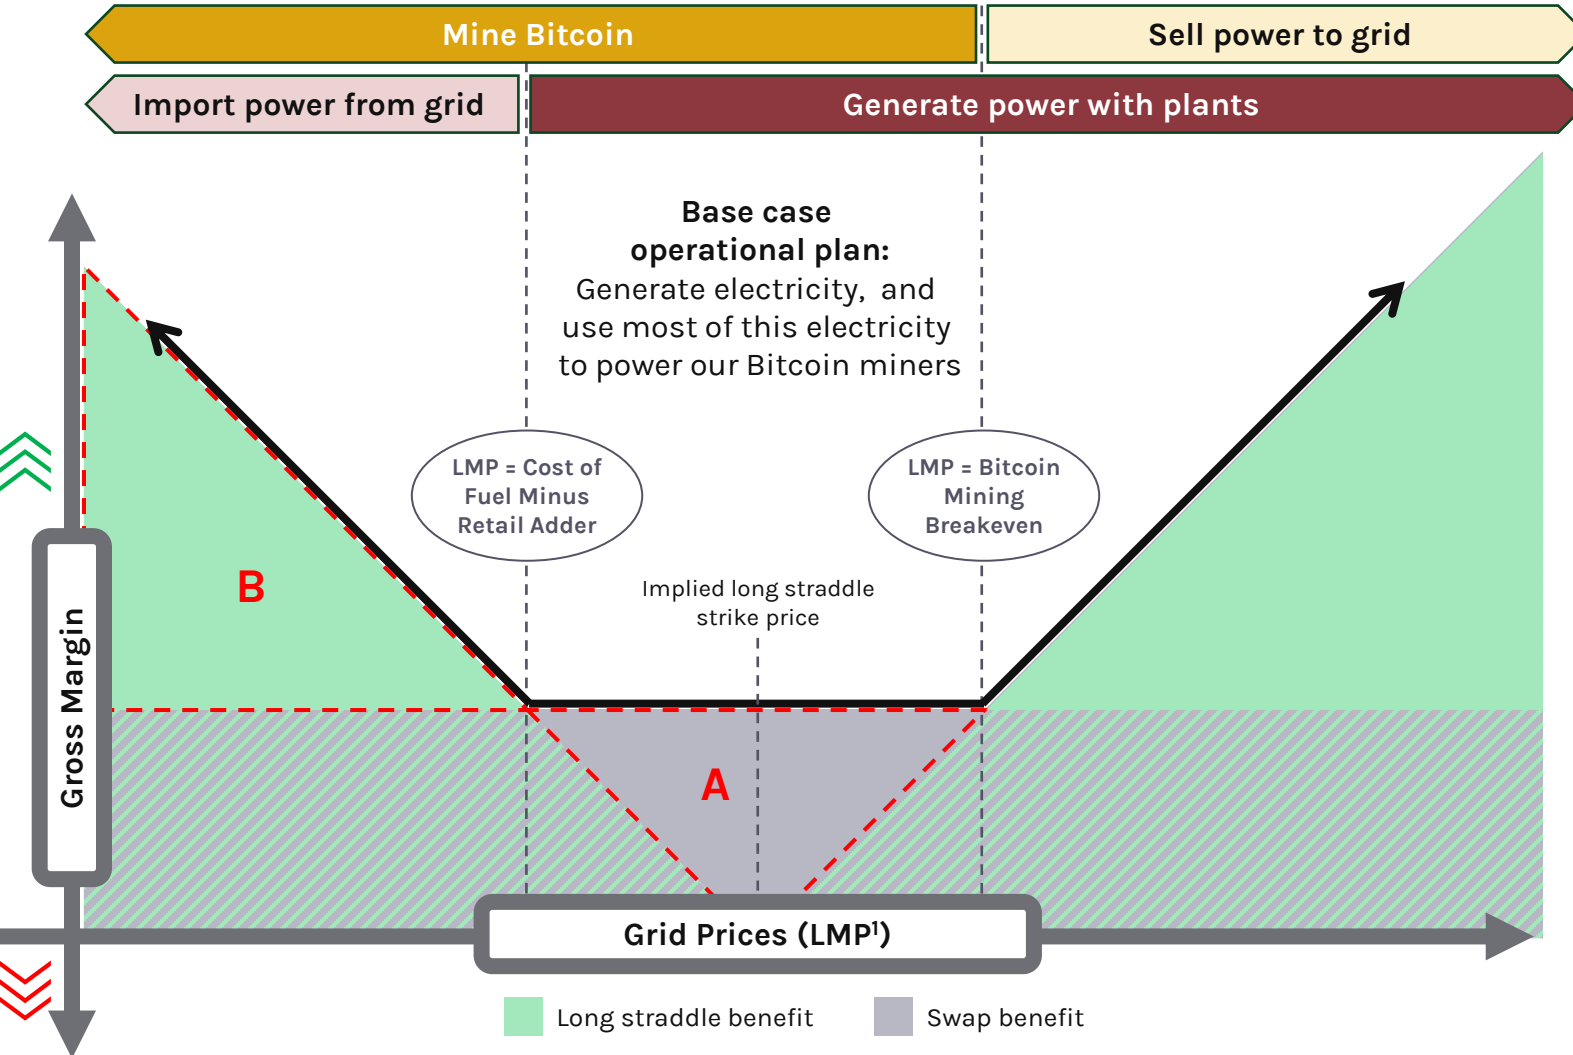 Mine Bitcoin
Sell power to grid
Import power from grid
Generate power with plants
Base case
operational plan:
Generate electricity, and
use most of this electricity
to power our Bitcoin miners
LMP = Cost of
Fuel Minus
Retail Adder
LMP = Bitcoin
Mining
Breakeven
Implied long straddle
strike price
B
A
Gross Margin
Grid Prices (LMP¹)
Long straddle benefit
Swap benefit